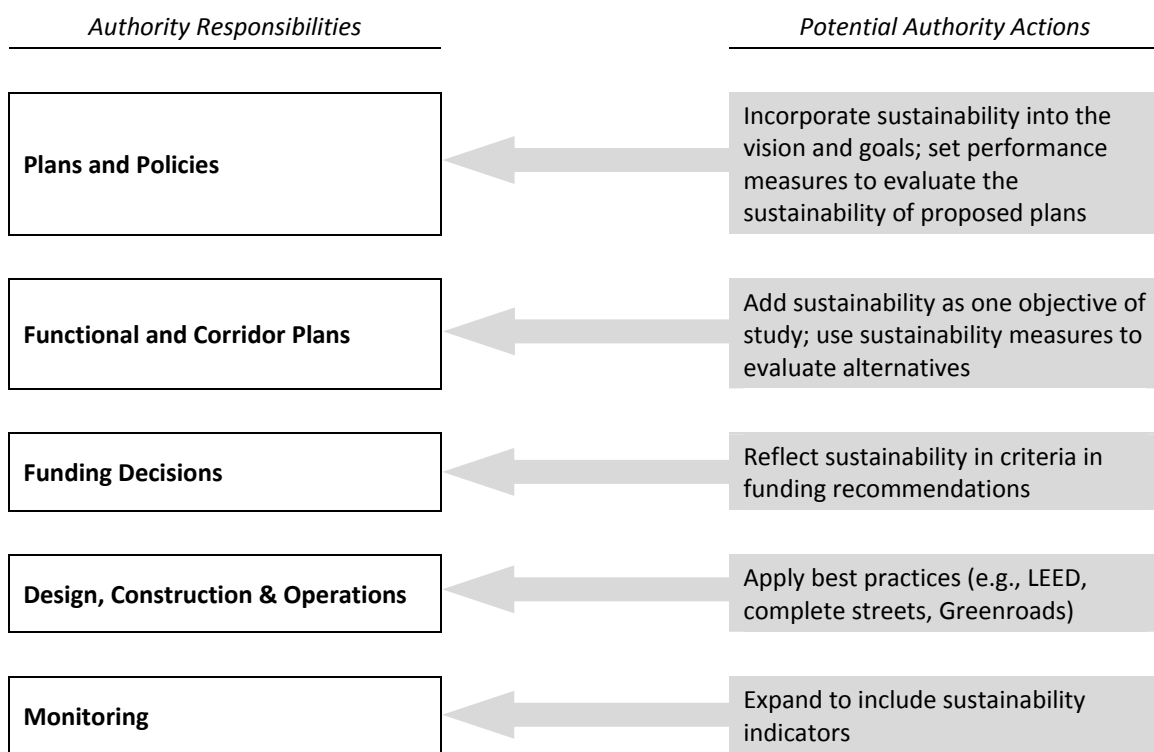 Authority Responsibilities
Potential Authority Actions
Plans and Policies
Incorporate sustainability into the
vision and goals; set performance
measures to evaluate the
sustainability of proposed plans
Functional and Corridor Plans
Add sustainability as one objective of
study; use sustainability measures to
evaluate alternatives
Funding Decisions
Reflect sustainability in criteria in
funding recommendations
Design, Construction & Operations
Apply best practices (e.g., LEED,
complete streets, Greenroads)
Monitoring
Expand to include sustainability
indicators